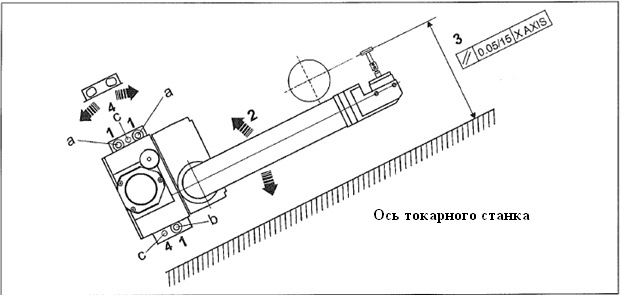 3
// 0.05/15 X AXIS
4
c
a
1 1
a
2
b
c
4 1
Ось токарного станка